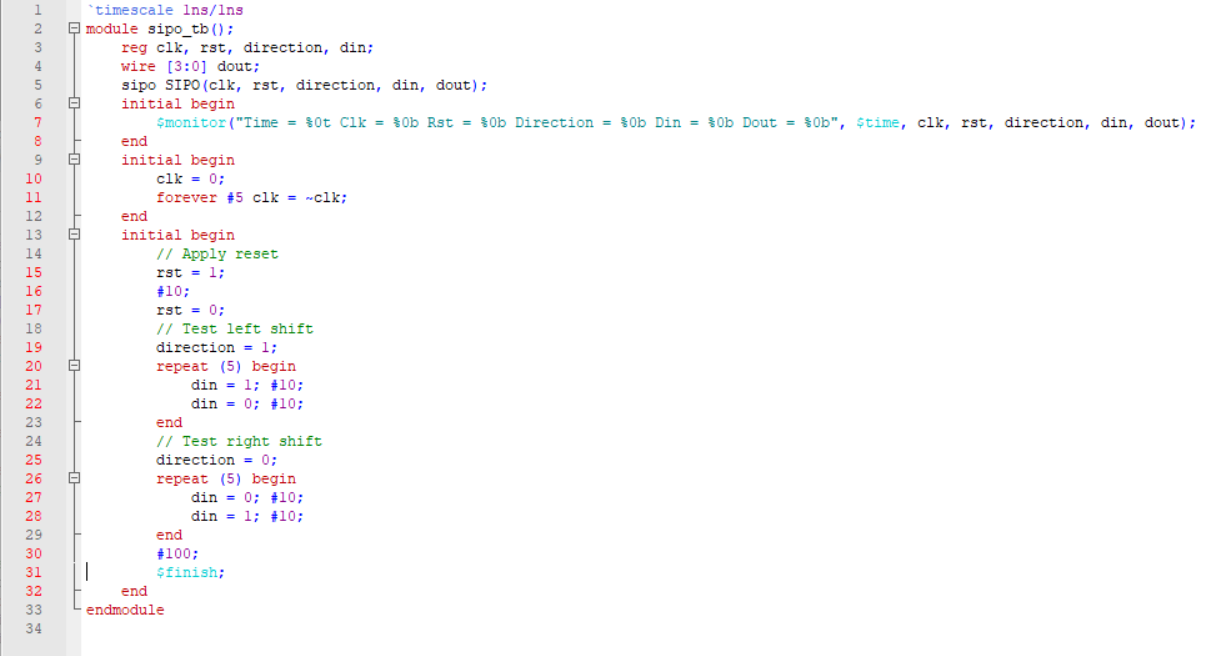 1 `timescale 1ns/1ns
2 module sipo_tb();
3 reg clk, rst, direction, din;
4 wire [3:0] dout;
5 sipo SIPO(clk, rst, direction, din, dout);
6 initial begin
7 $monitor("Time = %0t Clk = %0b Rst = %0b Direction = %0b Din = %0b Dout = %0b", $time, clk, rst, direction, din, dout);
8 end
9 initial begin
10 clk = 0;
11 forever #5 clk = ~clk;
12 end
13 initial begin
14 // Apply reset
15 rst = 1;
16 #10;
17 rst = 0;
18 // Test left shift
19 direction = 1;
20 repeat (5) begin
21 din = 1; #10;
22 din = 0; #10;
23 end
24 // Test right shift
25 direction = 0;
26 repeat (5) begin
27 din = 0; #10;
28 din = 1; #10;
29 end
30 #100;
31 $finish;
32 end
33 endmodule
34